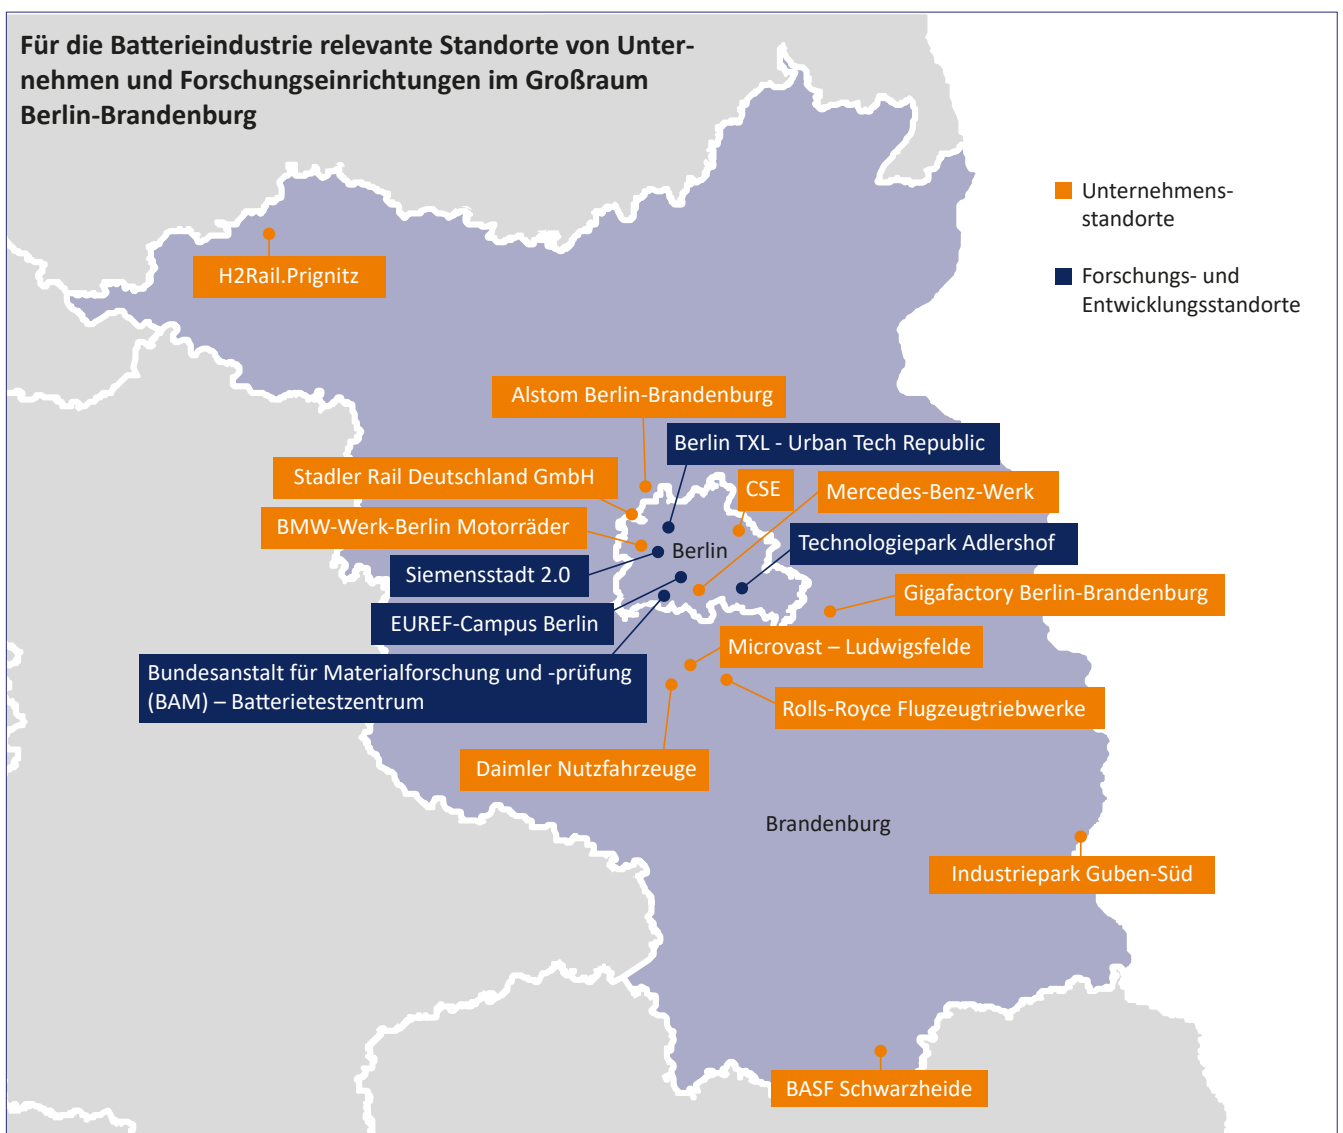 Für die Batterieindustrie relevante Standorte von Unter-
nehmen und Forschungseinrichtungen im Großraum
Berlin-Brandenburg
Unternehmens-
standorte
Forschungs- und
Entwicklungsstandorte
H2Rail.Prignitz
Alstom Berlin-Brandenburg
Berlin TXL - Urban Tech Republic
Stadler Rail Deutschland GmbH
CSE
Mercedes-Benz-Werk
BMW-Werk-Berlin Motorräder
Berlin
Technologiepark Adlershof
Siemensstadt 2.0
Gigafactory Berlin-Brandenburg
EUREF-Campus Berlin
Microvast – Ludwigsfelde
Bundesanstalt für Materialforschung und -prüfung
(BAM) – Batterietestzentrum
Rolls-Royce Flugzeugtriebwerke
Daimler Nutzfahrzeuge
Brandenburg
Industriepark Guben-Süd
BASF Schwarzheide